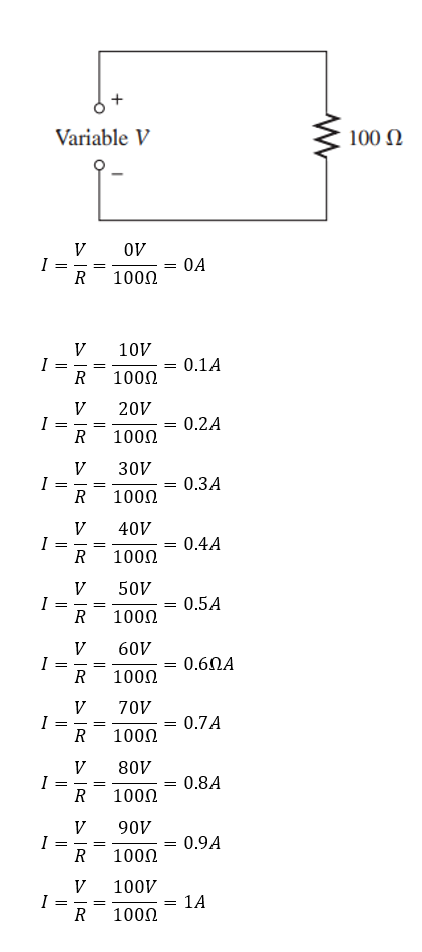 +
Variable V
100 Ω
−
I = V/R = 0V/100Ω = 0A
I = V/R = 10V/100Ω = 0.1A
I = V/R = 20V/100Ω = 0.2A
I = V/R = 30V/100Ω = 0.3A
I = V/R = 40V/100Ω = 0.4A
I = V/R = 50V/100Ω = 0.5A
I = V/R = 60V/100Ω = 0.6ΩA
I = V/R = 70V/100Ω = 0.7A
I = V/R = 80V/100Ω = 0.8A
I = V/R = 90V/100Ω = 0.9A
I = V/R = 100V/100Ω = 1A